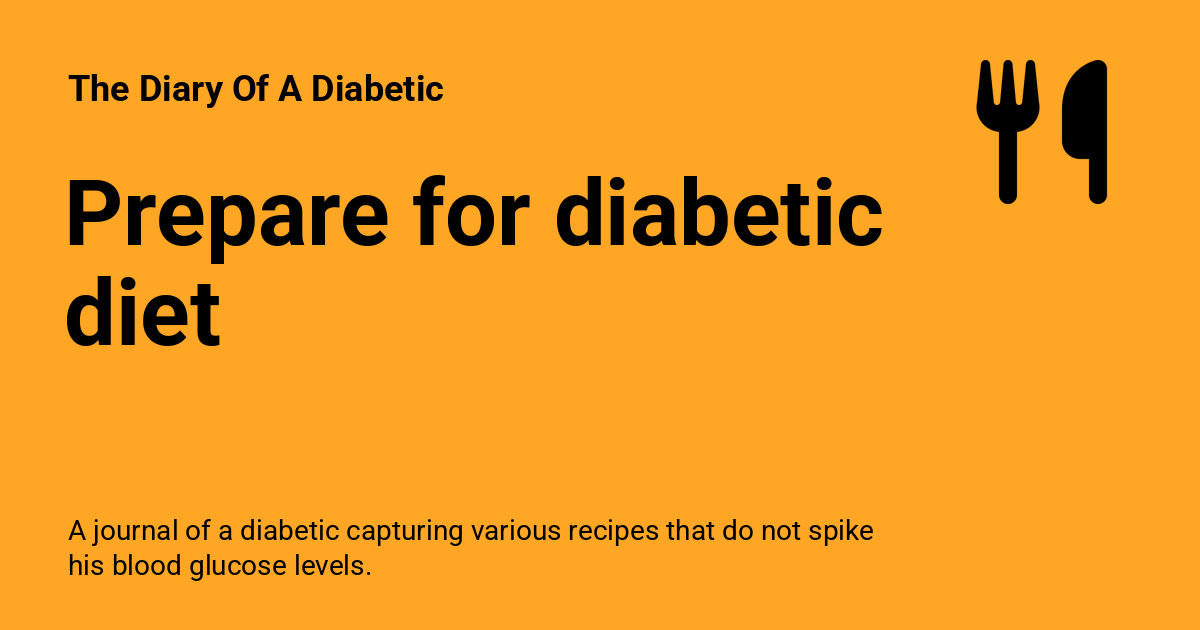 The Diary Of A Diabetic
Prepare for diabetic
diet
A journal of a diabetic capturing various recipes that do not spike
his blood glucose levels.